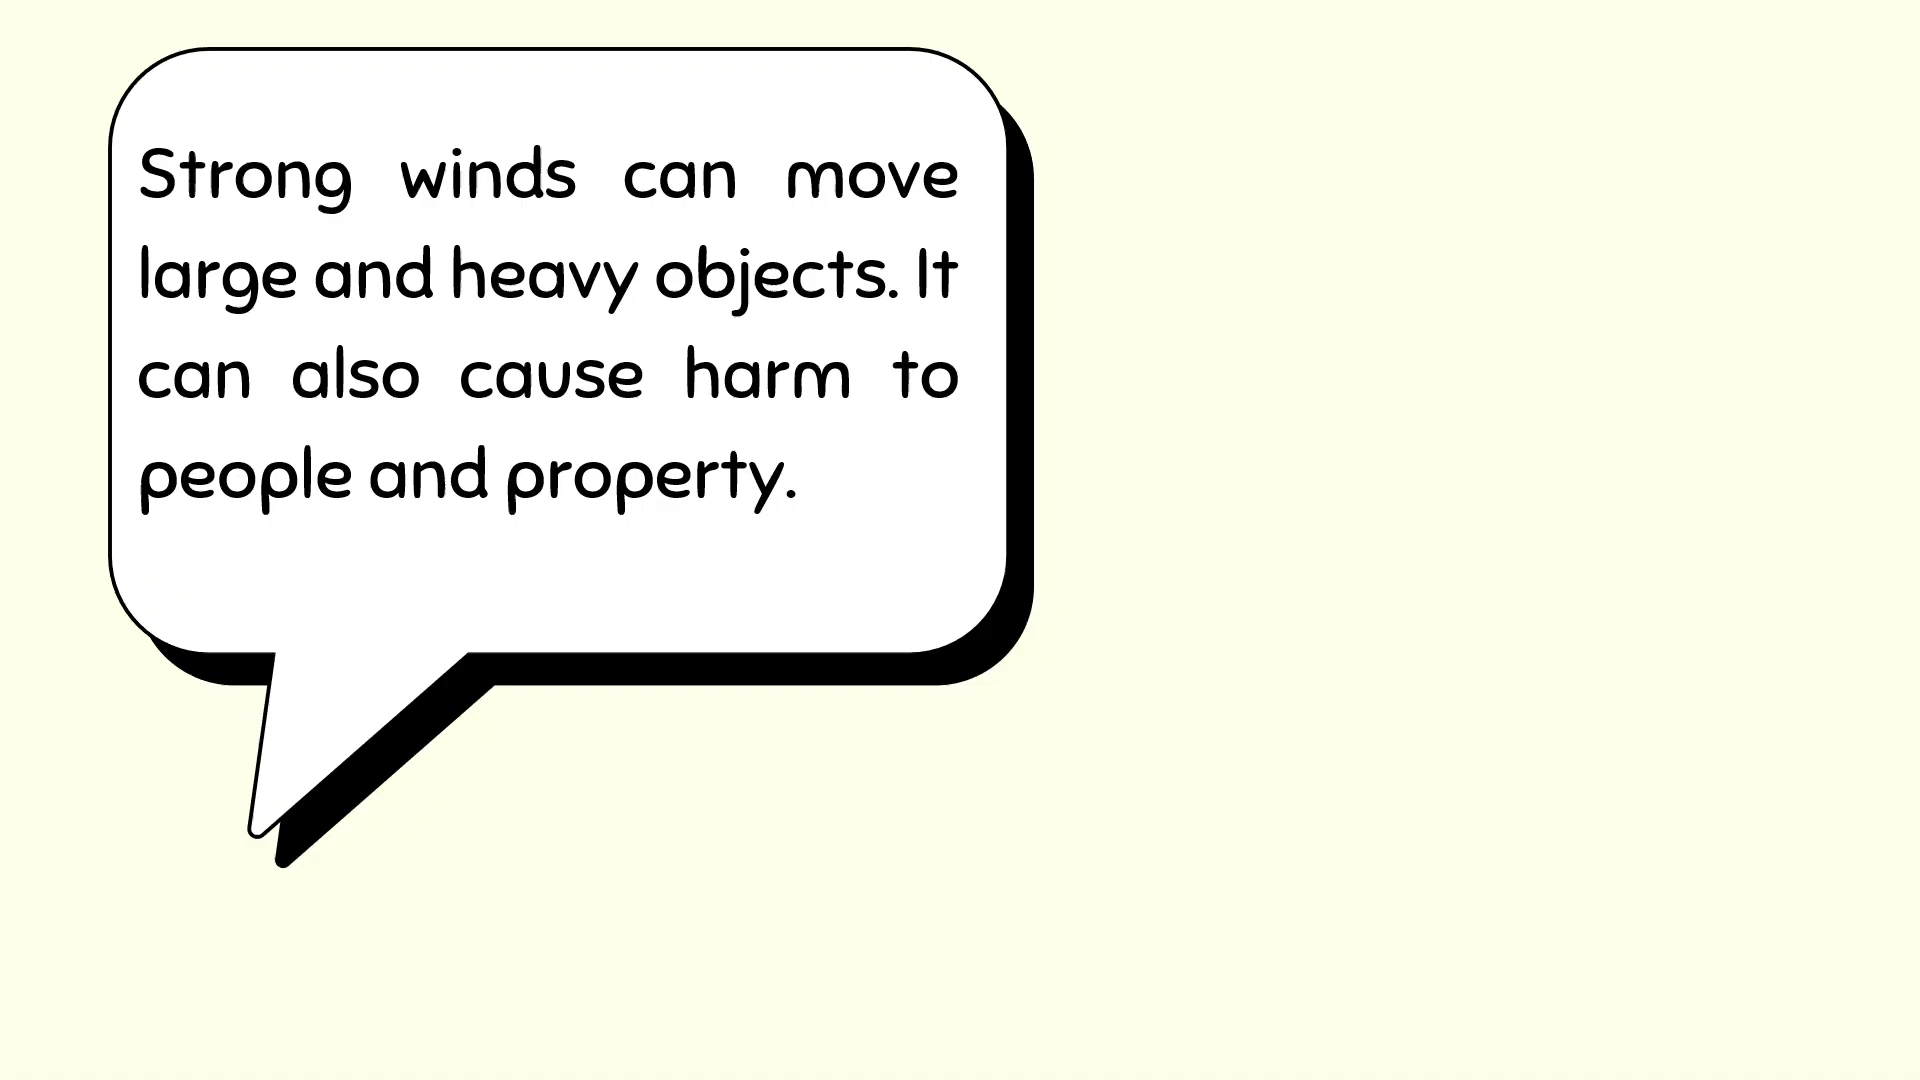 Strong winds can move
large and heavy objects. It
can also cause harm to
people and property.